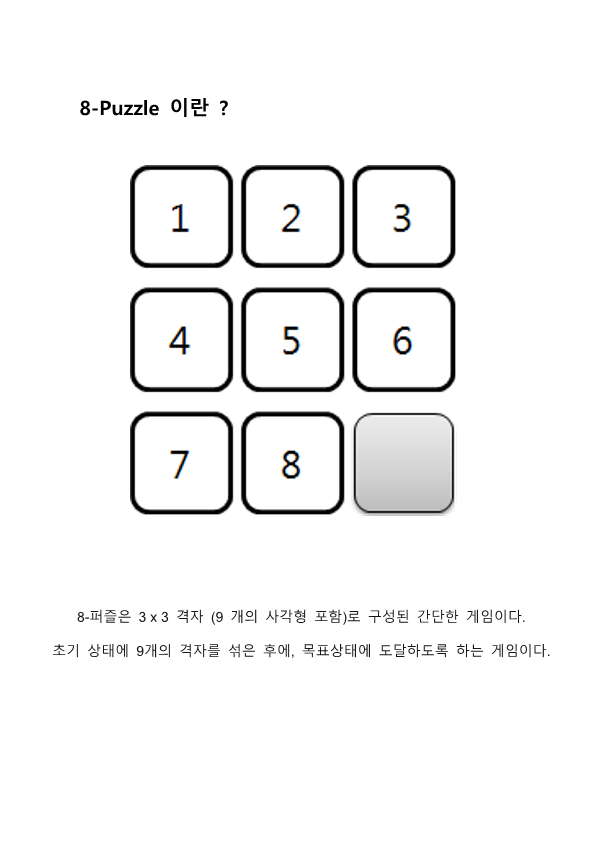 8-Puzzle 이란 ?
1 2 3
4 5 6
7 8
8-퍼즐은 3 x 3 격자 (9 개의 사각형 포함)로 구성된 간단한 게임이다.
초기 상태에 9개의 격자를 섞은 후에, 목표상태에 도달하도록 하는 게임이다.